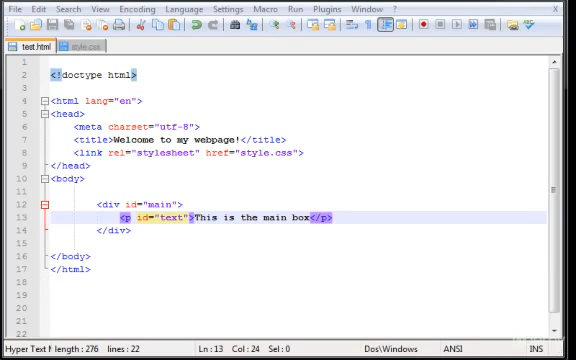 File Edit Search View Encoding Language Settings Macro Run Plugins Window ? X
test.html style.css
1
2 <!doctype html>
3
4 <html lang="en">
5 <head>
6 <meta charset="utf-8">
7 <title>Welcome to my webpage!</title>
8 <link rel="stylesheet" href="style.css">
9 </head>
10 <body>
11
12 <div id="main">
13 <p id="text">This is the main box</p>
14 </div>
15
16 </body>
17 </html>
18
19
20
21
22
Hyper Text M length : 276 lines : 22 Ln : 13 Col : 24 Sel : 0 Dos\Windows ANSI INS